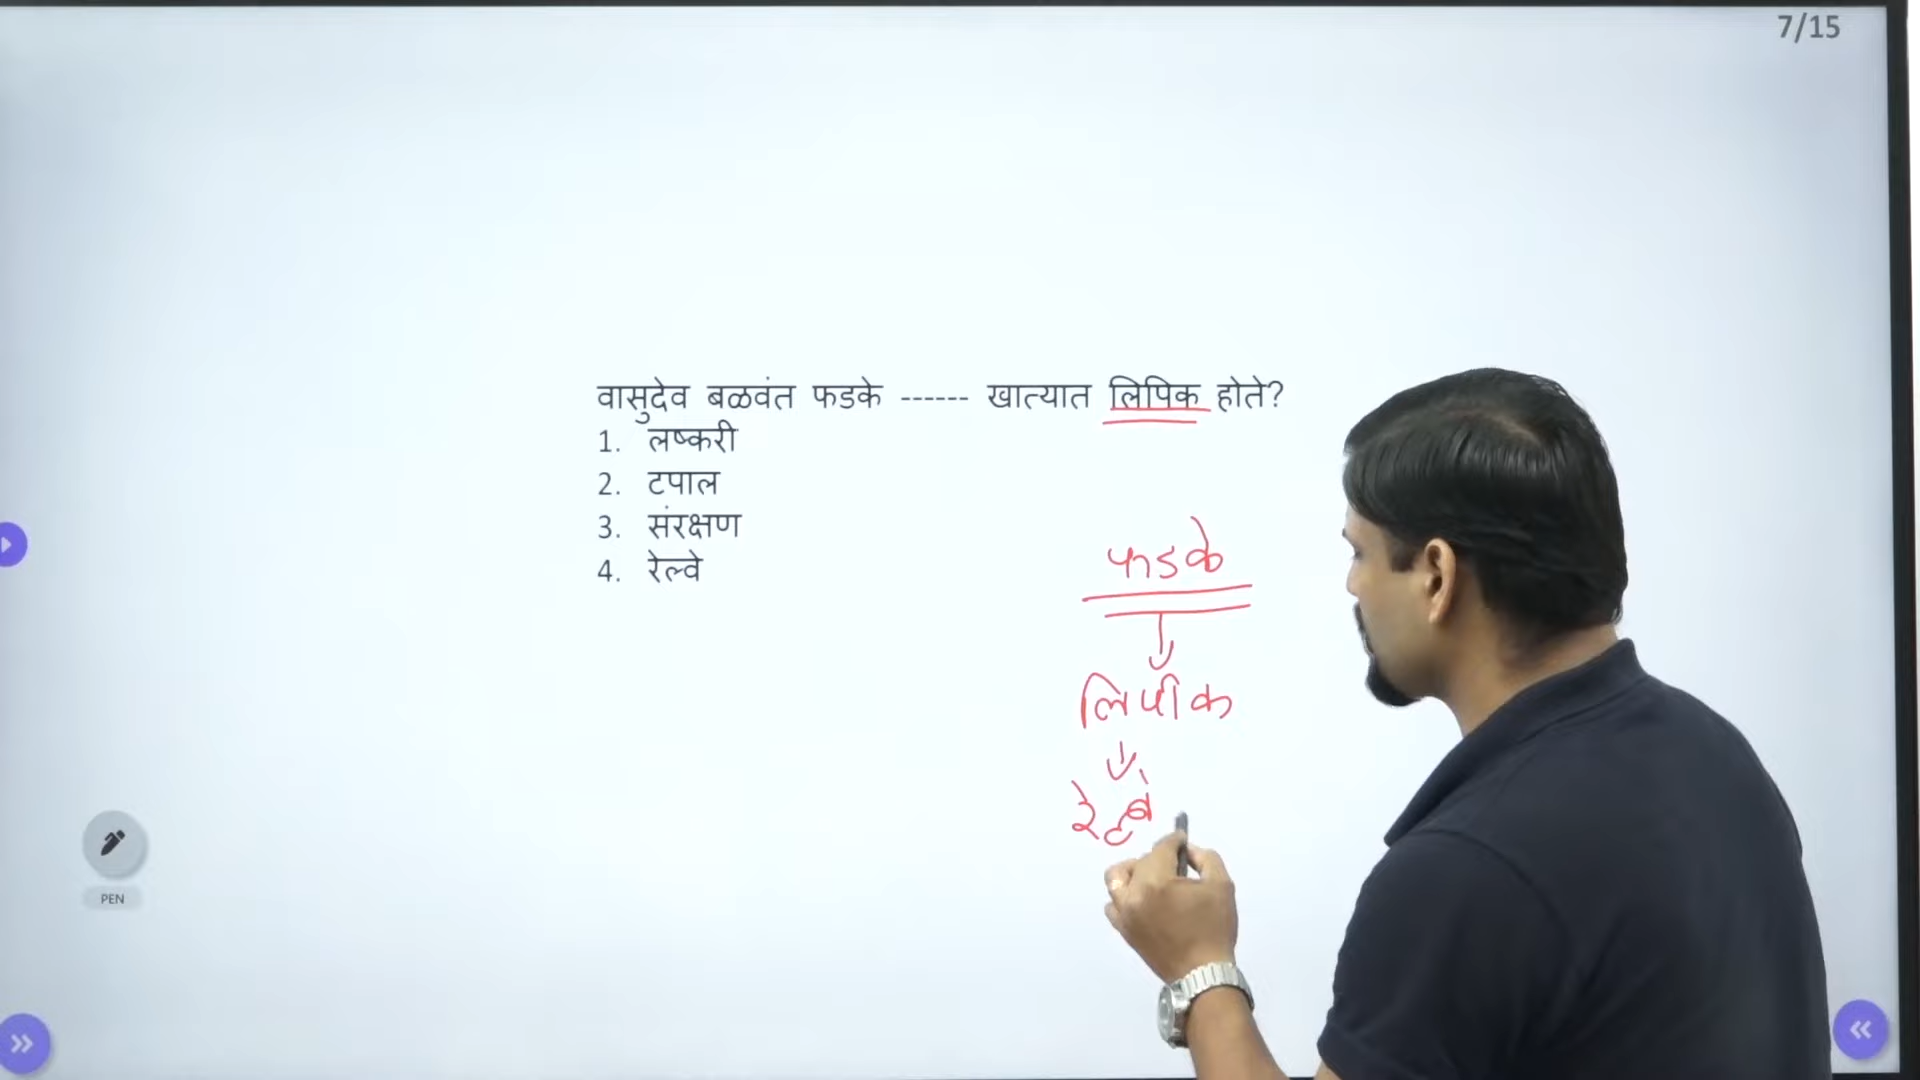 7/15
वासुदेव बळवंत फडके ------ खात्यात लिपिक होते?
1. लष्करी
2. टपाल
3. संरक्षण
4. रेल्वे
फडके
लिपीक
रेल्वे
PEN